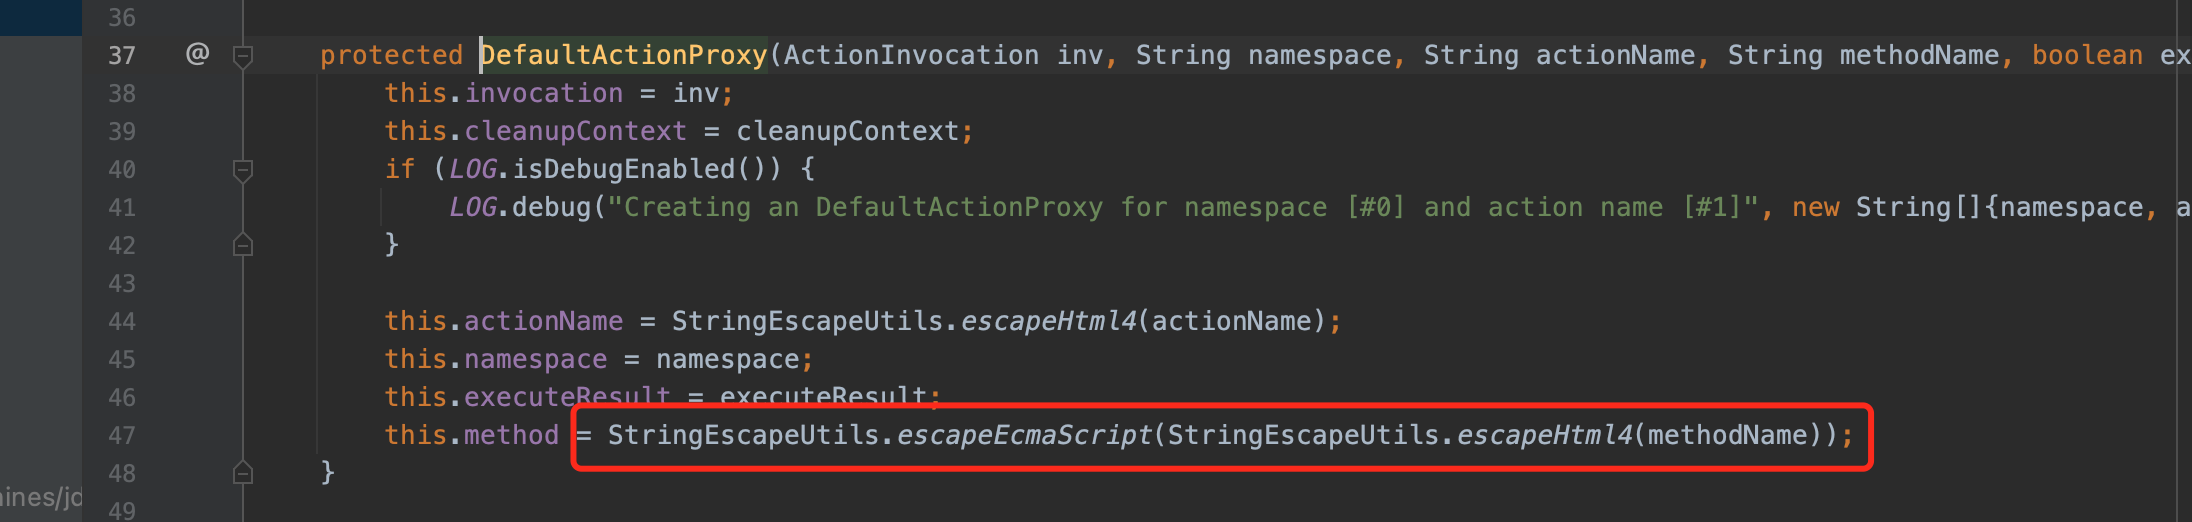 36
37 @ protected DefaultActionProxy(ActionInvocation inv, String namespace, String actionName, String methodName, boolean ex
38 this.invocation = inv;
39 this.cleanupContext = cleanupContext;
40 if (LOG.isDebugEnabled()) {
41 LOG.debug("Creating an DefaultActionProxy for namespace [#0] and action name [#1]", new String[]{namespace, a
42 }
43
44 this.actionName = StringEscapeUtils.escapeHtml4(actionName);
45 this.namespace = namespace;
46 this.executeResult = executeResult;
47 this.method = StringEscapeUtils.escapeEcmaScript(StringEscapeUtils.escapeHtml4(methodName));
48 }
ines/jd
49